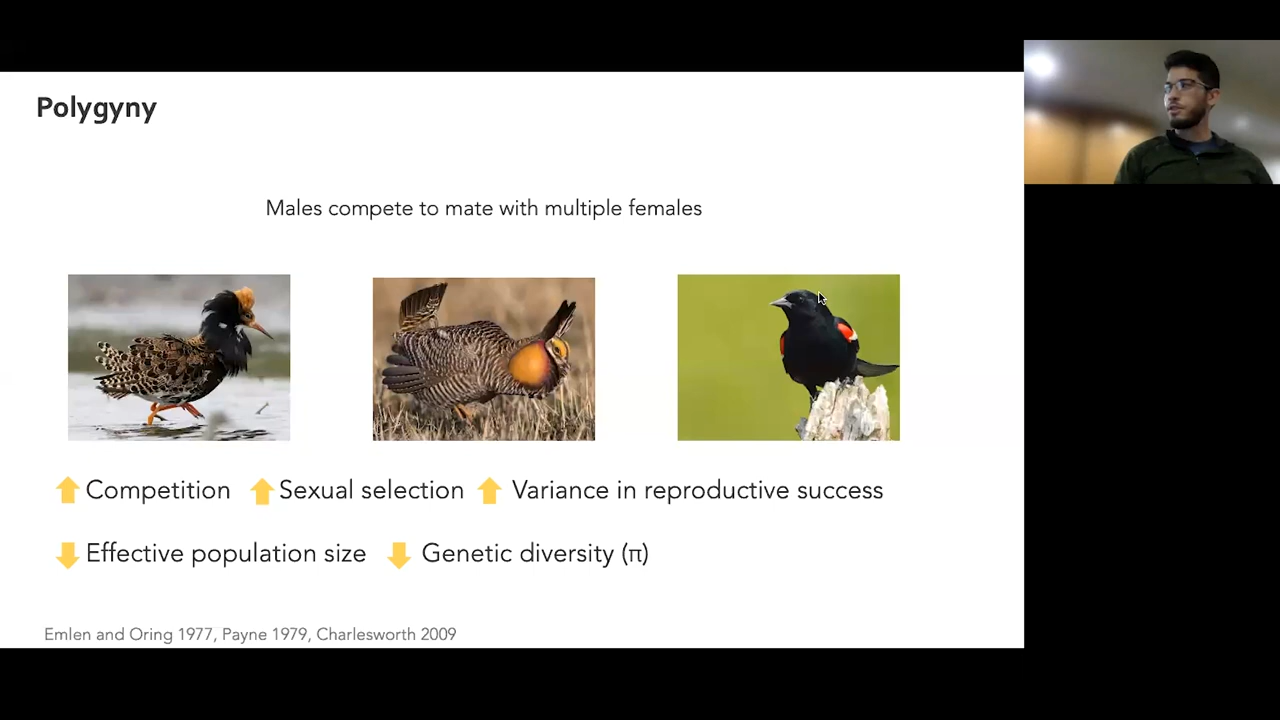 Polygyny
Males compete to mate with multiple females
Competition Sexual selection Variance in reproductive success
Effective population size Genetic diversity (π)
Emlen and Oring 1977, Payne 1979, Charlesworth 2009